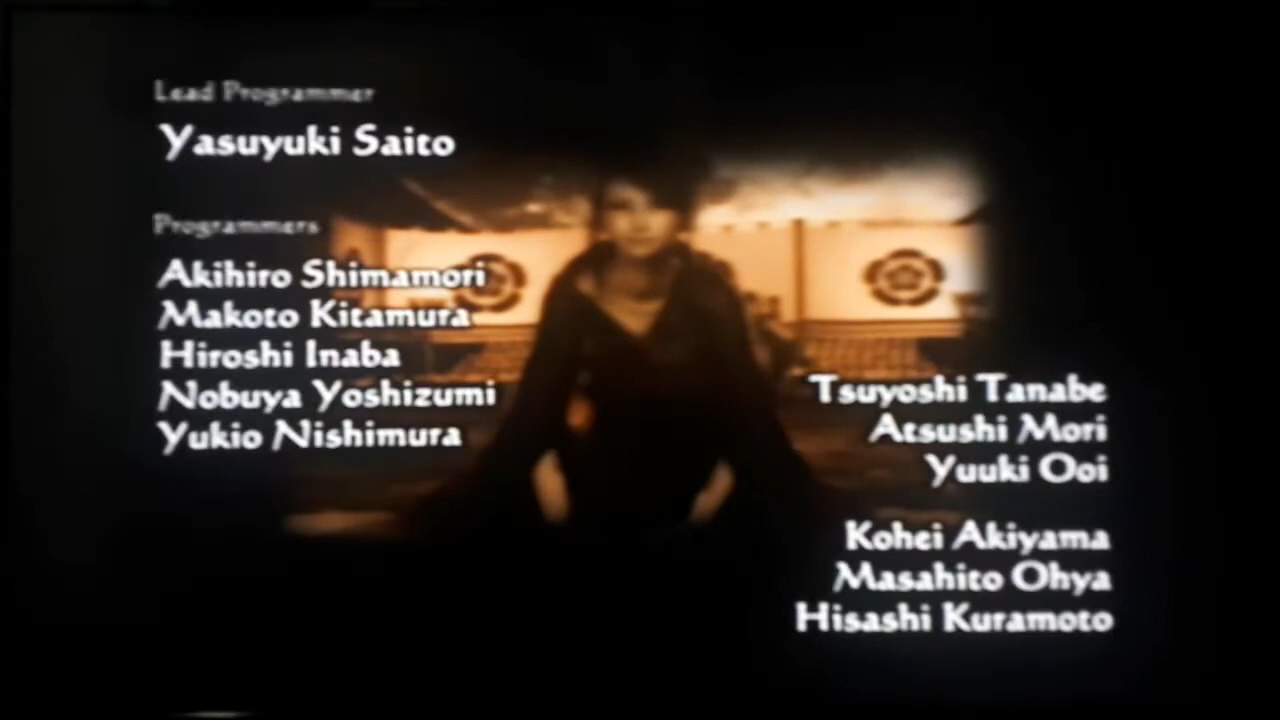 Lead Programmer
Yasuyuki Saito
Programmers
Akihiro Shimamori
Makoto Kitamura
Hiroshi Inaba
Nobuya Yoshizumi
Yukio Nishimura
Tsuyoshi Tanabe
Atsushi Mori
Yuuki Ooi
Kohei Akiyama
Masahito Ohya
Hisashi Kuramoto